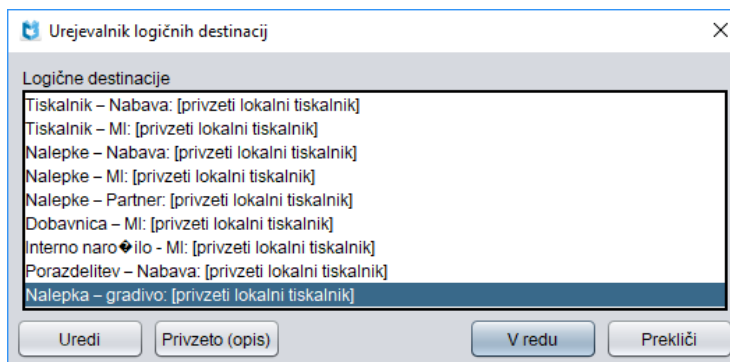 Urejevalnik logičnih destinacij
Logične destinacije
Tiskalnik – Nabava: [privzeti lokalni tiskalnik]
Tiskalnik – MI: [privzeti lokalni tiskalnik]
Nalepke – Nabava: [privzeti lokalni tiskalnik]
Nalepke – MI: [privzeti lokalni tiskalnik]
Nalepke – Partner: [privzeti lokalni tiskalnik]
Dobavnica – MI: [privzeti lokalni tiskalnik]
Interno naro�ilo - MI: [privzeti lokalni tiskalnik]
Porazdelitev – Nabava: [privzeti lokalni tiskalnik]
Nalepka – gradivo: [privzeti lokalni tiskalnik]
Uredi Privzeto (opis) V redu Prekliči